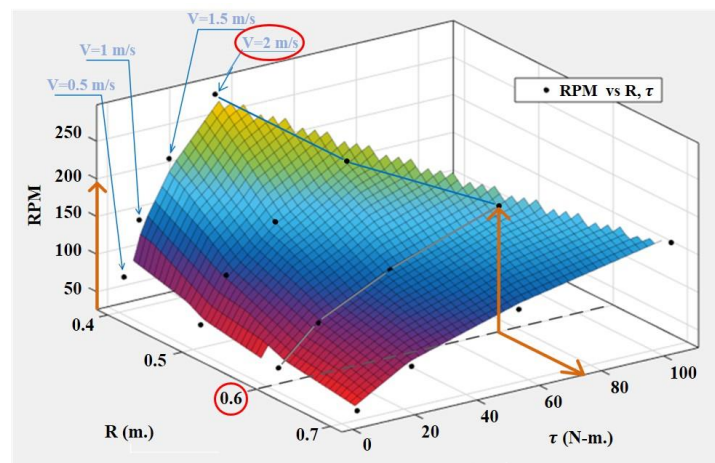 V=1.5 m/s
V=2 m/s
V=1 m/s
V=0.5 m/s
RPM vs R, τ
250
200
150
100
50
RPM
0.4
0.5
0.6
0.7
R (m.)
0
20
40
60
80
100
τ (N-m.)